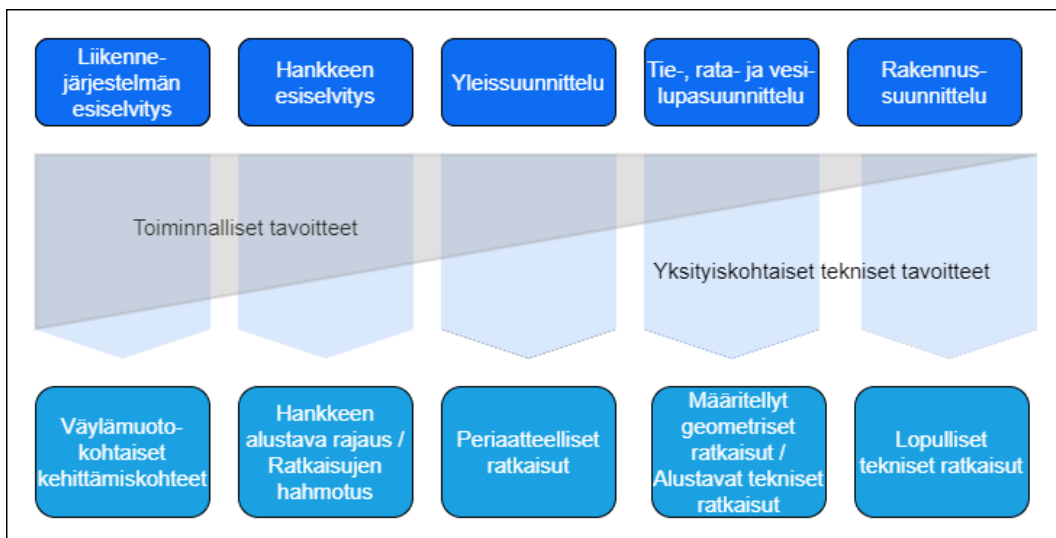 Liikenne-
järjestelmän
esiselvitys
Hankkeen
esiselvitys
Yleissuunnittelu
Tie-, rata- ja vesi-
lupasuunnittelu
Rakennus-
suunnittelu
Toiminnalliset tavoitteet
Yksityiskohtaiset tekniset tavoitteet
Väylämuoto-
kohtaiset
kehittämiskohteet
Hankkeen
alustava rajaus /
Ratkaisujen
hahmotus
Periaatteelliset
ratkaisut
Määritellyt
geometriset
ratkaisut /
Alustavat tekniset
ratkaisut
Lopulliset
tekniset ratkaisut